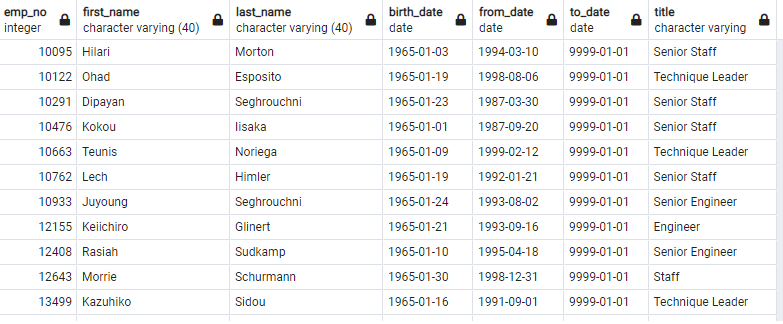 emp_no first_name last_name birth_date from_date to_date title
integer character varying (40) character varying (40) date date date character varying
10095 Hilari Morton 1965-01-03 1994-03-10 9999-01-01 Senior Staff
10122 Ohad Esposito 1965-01-19 1998-08-06 9999-01-01 Technique Leader
10291 Dipayan Seghrouchni 1965-01-23 1987-03-30 9999-01-01 Senior Staff
10476 Kokou Iisaka 1965-01-01 1987-09-20 9999-01-01 Senior Staff
10663 Teunis Noriega 1965-01-09 1999-02-12 9999-01-01 Technique Leader
10762 Lech Himler 1965-01-19 1992-01-21 9999-01-01 Senior Staff
10933 Juyoung Seghrouchni 1965-01-24 1993-08-02 9999-01-01 Senior Engineer
12155 Keiichiro Glinert 1965-01-21 1993-09-16 9999-01-01 Engineer
12408 Rasiah Sudkamp 1965-01-10 1995-04-18 9999-01-01 Senior Engineer
12643 Morrie Schurmann 1965-01-30 1998-12-31 9999-01-01 Staff
13499 Kazuhiko Sidou 1965-01-16 1991-09-01 9999-01-01 Technique Leader